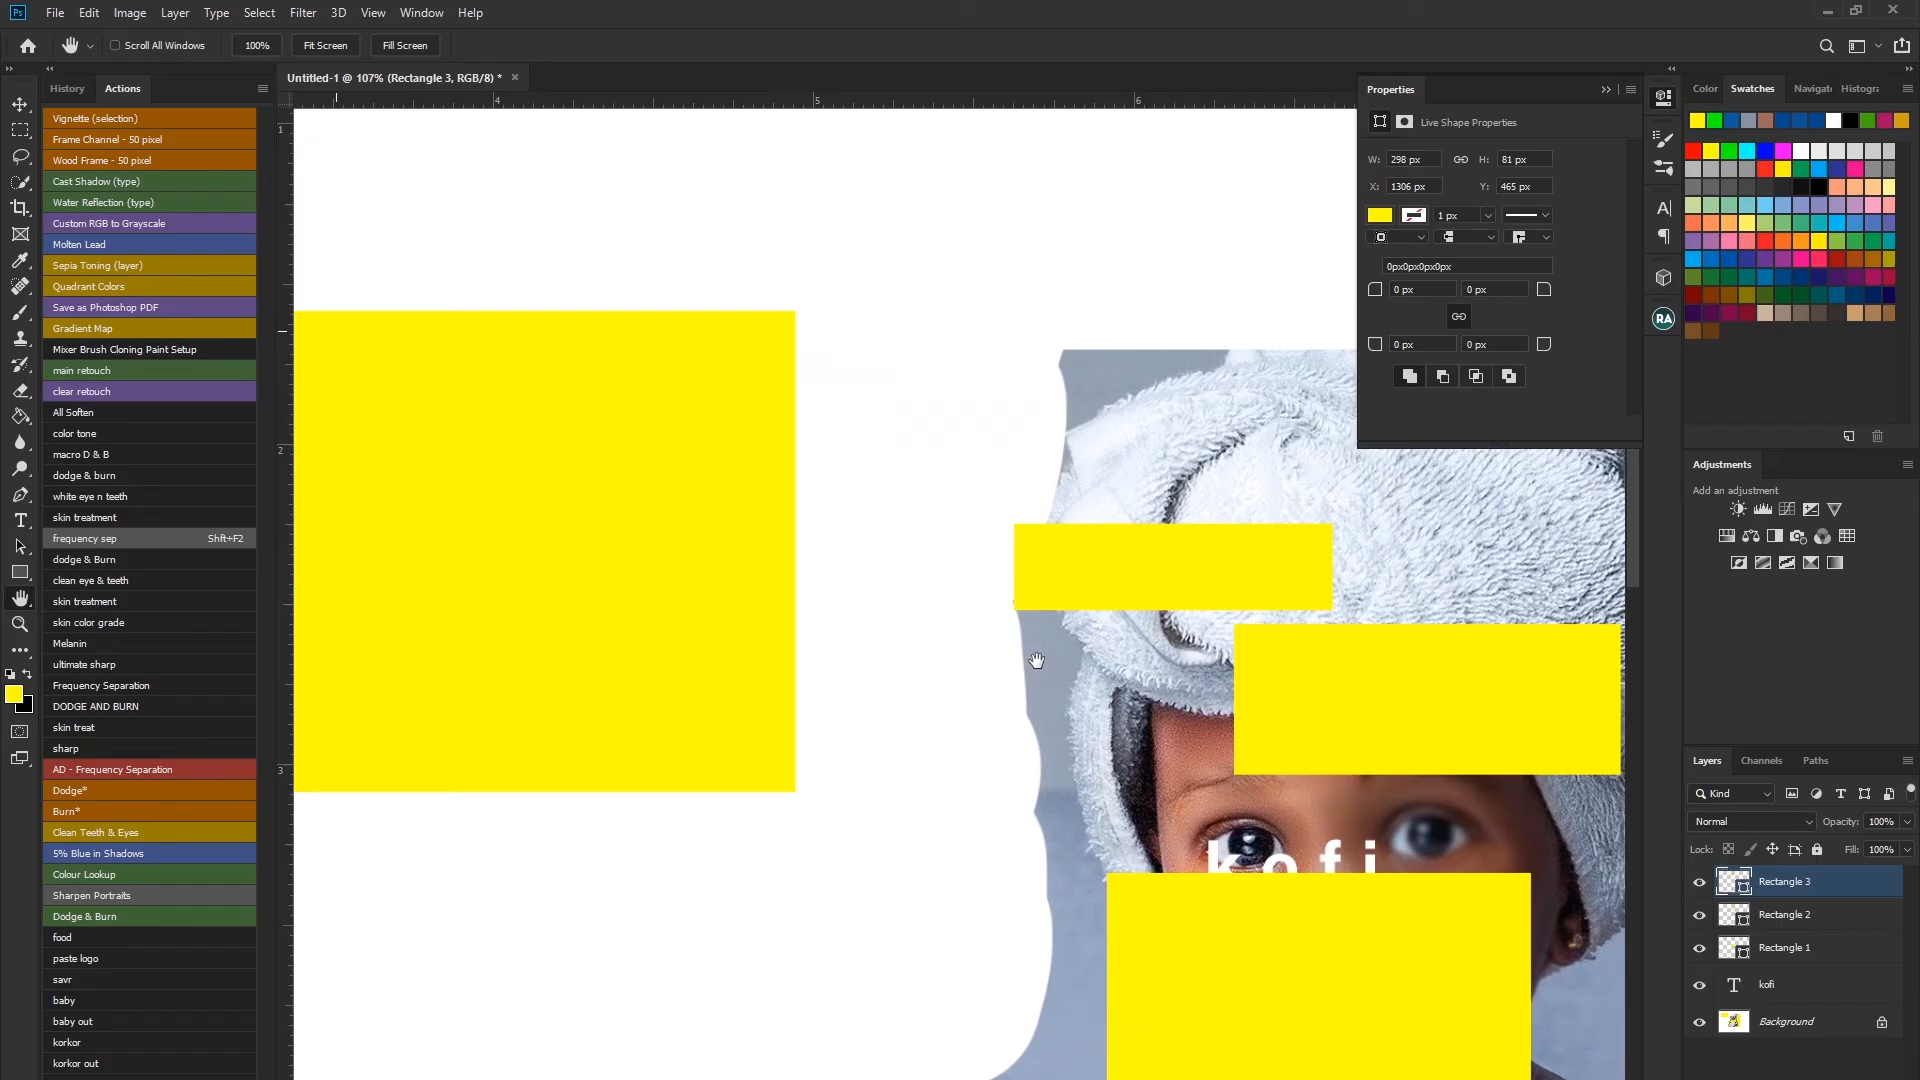 Ps File Edit Image Layer Type Select Filter 3D View Window Help
Scroll All Windows 100% Fit Screen Fill Screen
History Actions
Untitled-1 @ 107% (Rectangle 3, RGB/8) *
4 5 6
1
2
3
Vignette (selection)
Frame Channel - 50 pixel
Wood Frame - 50 pixel
Cast Shadow (type)
Water Reflection (type)
Custom RGB to Grayscale
Molten Lead
Sepia Toning (layer)
Quadrant Colors
Save as Photoshop PDF
Gradient Map
Mixer Brush Cloning Paint Setup
main retouch
clear retouch
All Soften
color tone
macro D & B
dodge & burn
white eye n teeth
skin treatment
frequency sep Shft+F2
dodge & Burn
clean eye & teeth
skin treatment
skin color grade
Melanin
ultimate sharp
Frequency Separation
DODGE AND BURN
skin treat
sharp
AD - Frequency Separation
Dodge*
Burn*
Clean Teeth & Eyes
5% Blue in Shadows
Colour Lookup
Sharpen Portraits
Dodge & Burn
food
paste logo
savr
baby
baby out
korkor
korkor out
kofi
Properties
Live Shape Properties
W: 298 px H: 81 px
X: 1306 px Y: 465 px
1 px
0px0px0px0px
0 px 0 px
0 px 0 px
RA
Color Swatches Navigat Histogra
Adjustments
Add an adjustment
Layers Channels Paths
Kind
Normal Opacity: 100%
Lock: Fill: 100%
Rectangle 3
Rectangle 2
Rectangle 1
kofi
Background